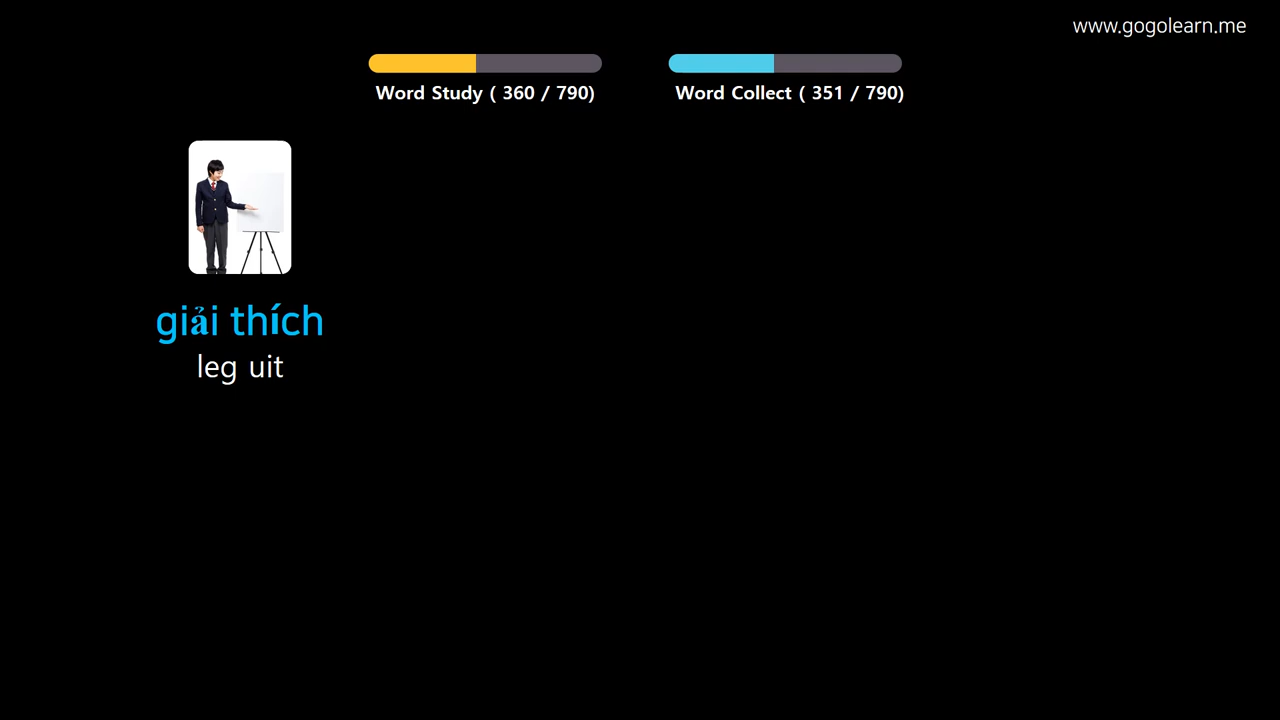 www.gogolearn.me
Word Study ( 360 / 790)
Word Collect ( 351 / 790)
giải thích
leg uit